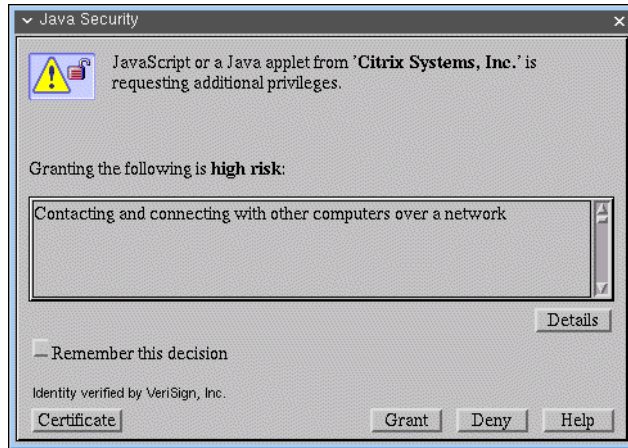 Java Security
JavaScript or a Java applet from 'Citrix Systems, Inc.' is
requesting additional privileges.
Granting the following is high risk:
Contacting and connecting with other computers over a network
Details
Remember this decision
Identity verified by VeriSign, Inc.
Certificate Grant Deny Help